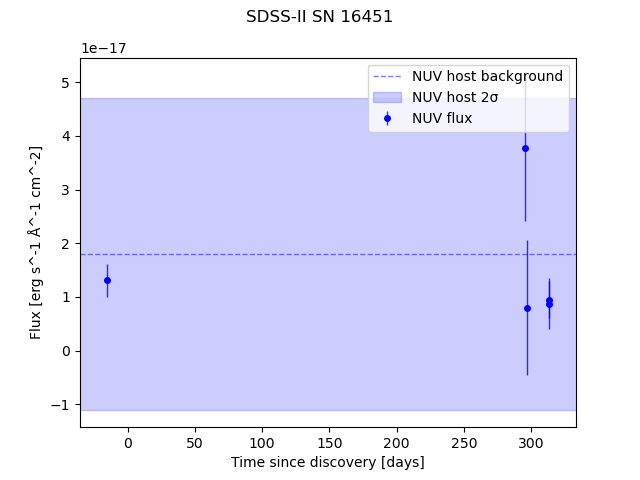 SDSS-II SN 16451
1e−17
NUV host background
NUV host 2σ
NUV flux
5
4
3
2
1
0
−1
Flux [erg s^-1 Å^-1 cm^-2]
0 50 100 150 200 250 300
Time since discovery [days]